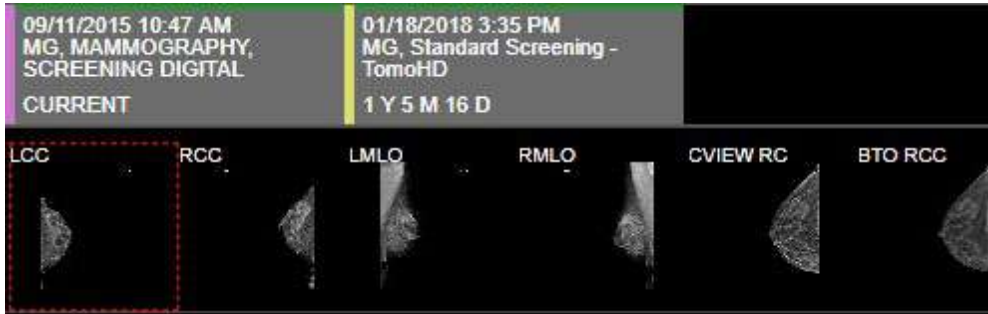 09/11/2015 10:47 AM
MG, MAMMOGRAPHY,
SCREENING DIGITAL
CURRENT
01/18/2018 3:35 PM
MG, Standard Screening -
TomoHD
1 Y 5 M 16 D
LCC RCC LMLO RMLO CVIEW RC BTO RCC